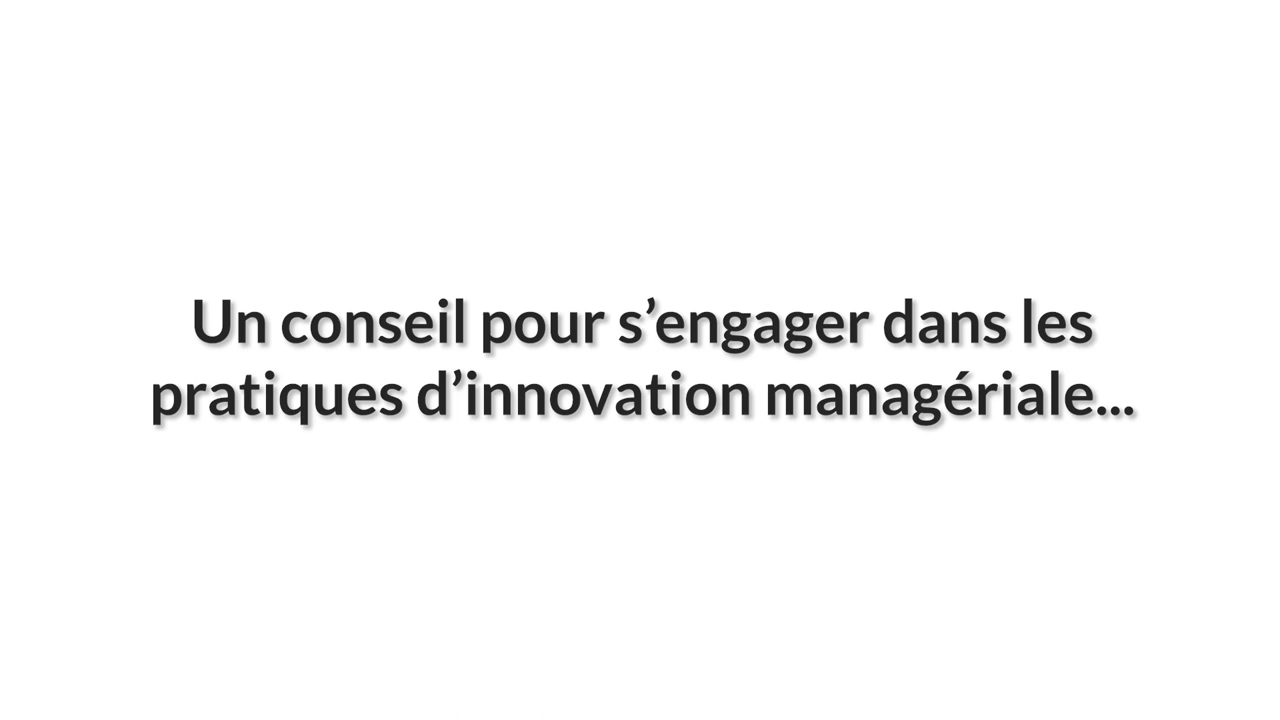 Un conseil pour s’engager dans les
pratiques d’innovation managériale...